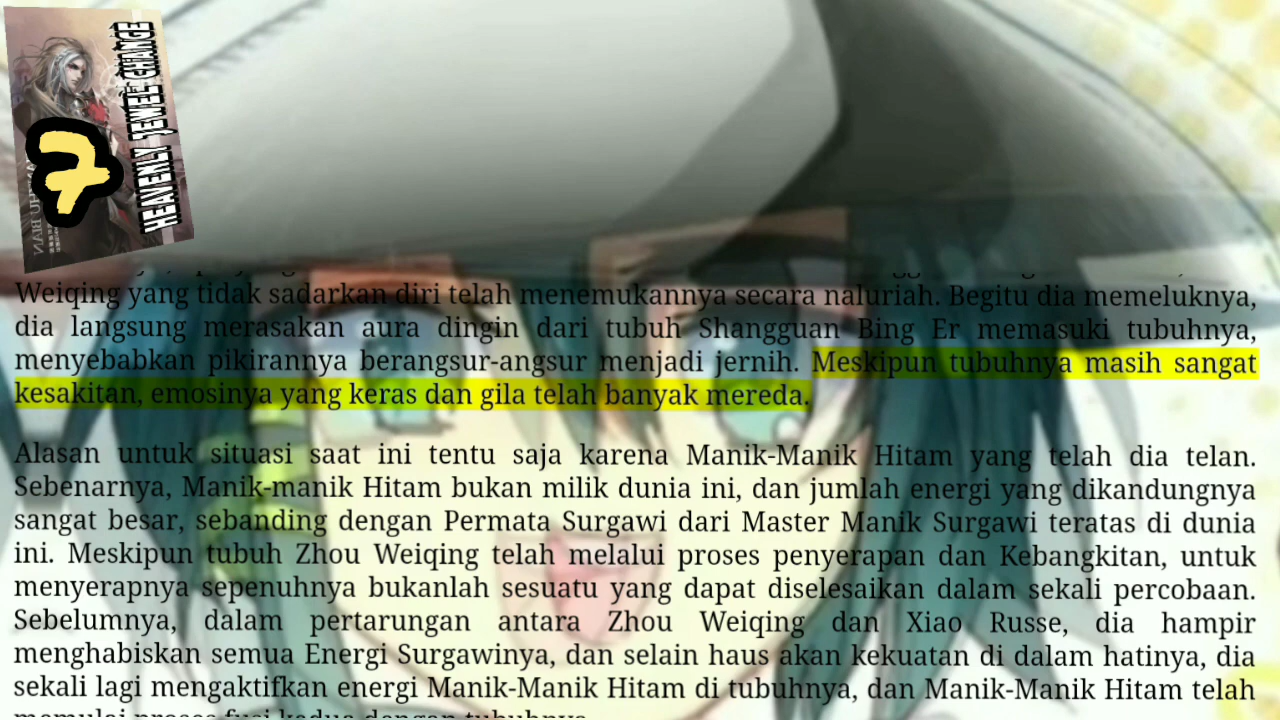 HEAVENLY JEWEL CHANGE
7
Weiqing yang tidak sadarkan diri telah menemukannya secara naluriah. Begitu dia memeluknya,
dia langsung merasakan aura dingin dari tubuh Shangguan Bing Er memasuki tubuhnya,
menyebabkan pikirannya berangsur-angsur menjadi jernih. Meskipun tubuhnya masih sangat
kesakitan, emosinya yang keras dan gila telah banyak mereda.
Alasan untuk situasi saat ini tentu saja karena Manik-Manik Hitam yang telah dia telan.
Sebenarnya, Manik-manik Hitam bukan milik dunia ini, dan jumlah energi yang dikandungnya
sangat besar, sebanding dengan Permata Surgawi dari Master Manik Surgawi teratas di dunia
ini. Meskipun tubuh Zhou Weiqing telah melalui proses penyerapan dan Kebangkitan, untuk
menyerapnya sepenuhnya bukanlah sesuatu yang dapat diselesaikan dalam sekali percobaan.
Sebelumnya, dalam pertarungan antara Zhou Weiqing dan Xiao Russe, dia hampir
menghabiskan semua Energi Surgawinya, dan selain haus akan kekuatan di dalam hatinya, dia
sekali lagi mengaktifkan energi Manik-Manik Hitam di tubuhnya, dan Manik-Manik Hitam telah
memulai proses fusi kedua dengan tubuhnya.